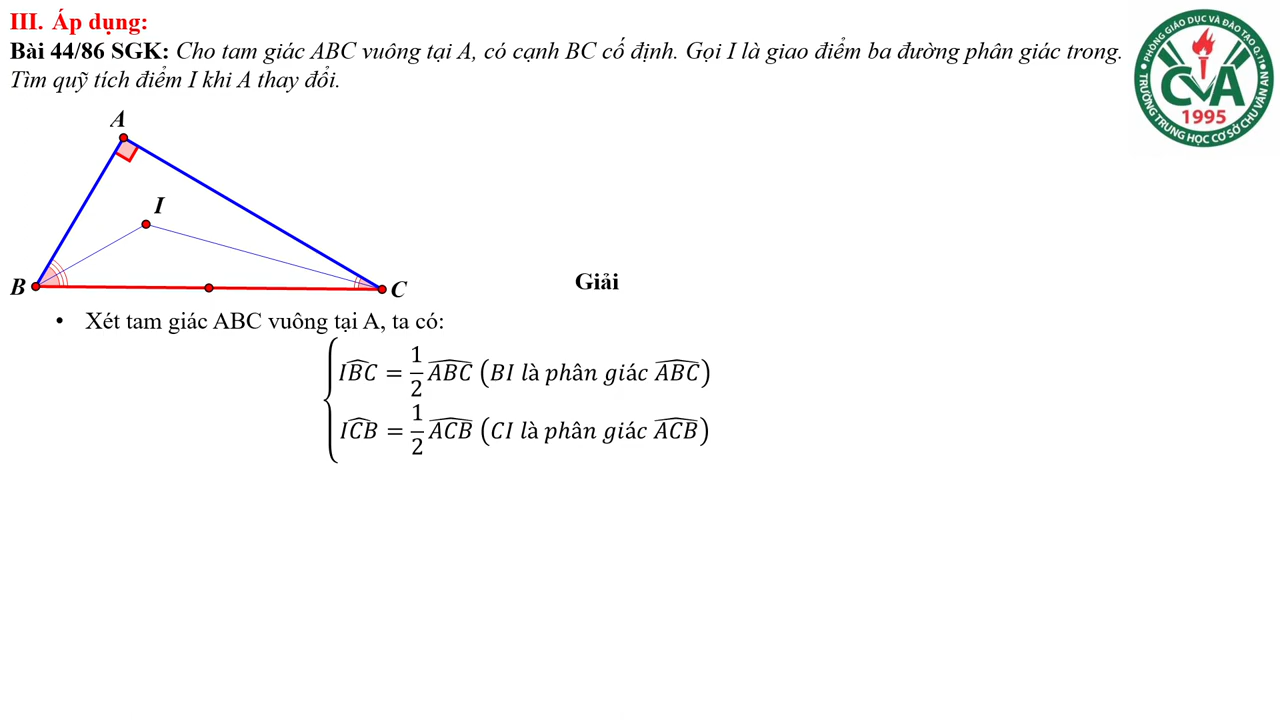 III. Áp dụng:
Bài 44/86 SGK: Cho tam giác ABC vuông tại A, có cạnh BC cố định. Gọi I là giao điểm ba đường phân giác trong.
Tìm quỹ tích điểm I khi A thay đổi.
PHÒNG GIÁO DỤC VÀ ĐÀO TẠO Q.11
CVA
1995
TRƯỜNG TRUNG HỌC CƠ SỞ CHU VĂN AN
A
I
B
C
Giải
• Xét tam giác ABC vuông tại A, ta có:
{ IB̂C = 1/2 ABC̑ (BI là phân giác ABC̑)
IĈB = 1/2 ACB̑ (CI là phân giác ACB̑)